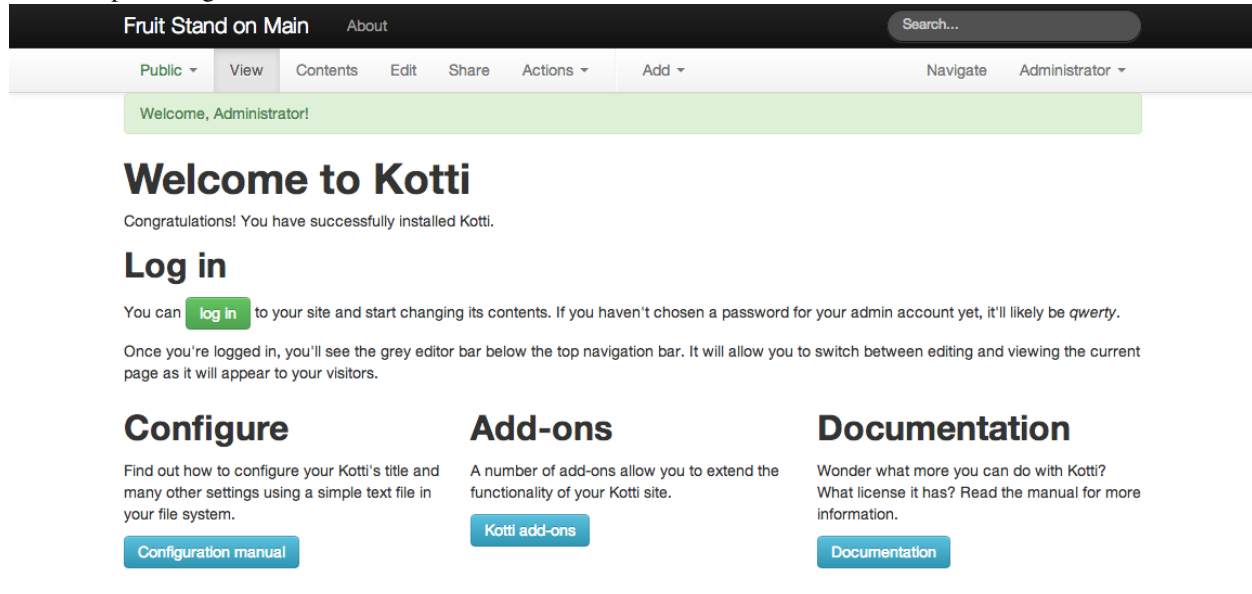 Fruit Stand on Main About Search...
Public View Contents Edit Share Actions Add Navigate Administrator
Welcome, Administrator!
Welcome to Kotti
Congratulations! You have successfully installed Kotti.
Log in
You can log in to your site and start changing its contents. If you haven't chosen a password for your admin account yet, it'll likely be qwerty.
Once you're logged in, you'll see the grey editor bar below the top navigation bar. It will allow you to switch between editing and viewing the current
page as it will appear to your visitors.
Configure
Find out how to configure your Kotti's title and
many other settings using a simple text file in
your file system.
Configuration manual
Add-ons
A number of add-ons allow you to extend the
functionality of your Kotti site.
Kotti add-ons
Documentation
Wonder what more you can do with Kotti?
What license it has? Read the manual for more
information.
Documentation